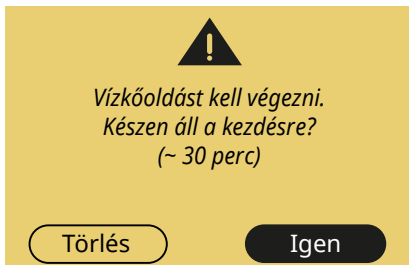 Vízkőoldást kell végezni.
Készen áll a kezdésre?
(~ 30 perc)
Törlés
Igen